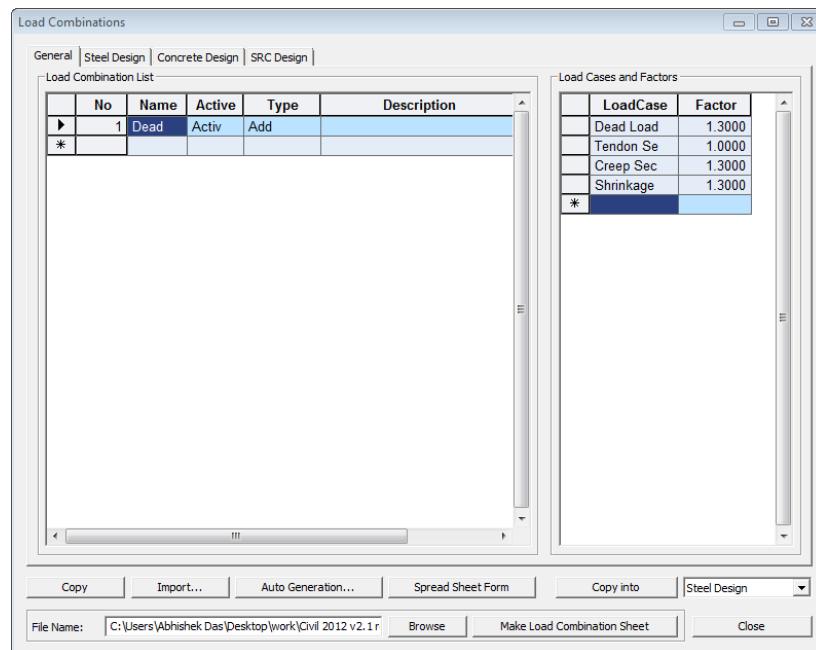 Load Combinations
General Steel Design Concrete Design SRC Design
Load Combination List
No Name Active Type Description
1 Dead Activ Add
*
Load Cases and Factors
LoadCase Factor
Dead Load 1.3000
Tendon Se 1.0000
Creep Sec 1.3000
Shrinkage 1.3000
*
Copy Import... Auto Generation... Spread Sheet Form Copy into Steel Design
File Name: C:\Users\Abhishek Das\Desktop\work\Civil 2012 v2.1 r Browse Make Load Combination Sheet Close